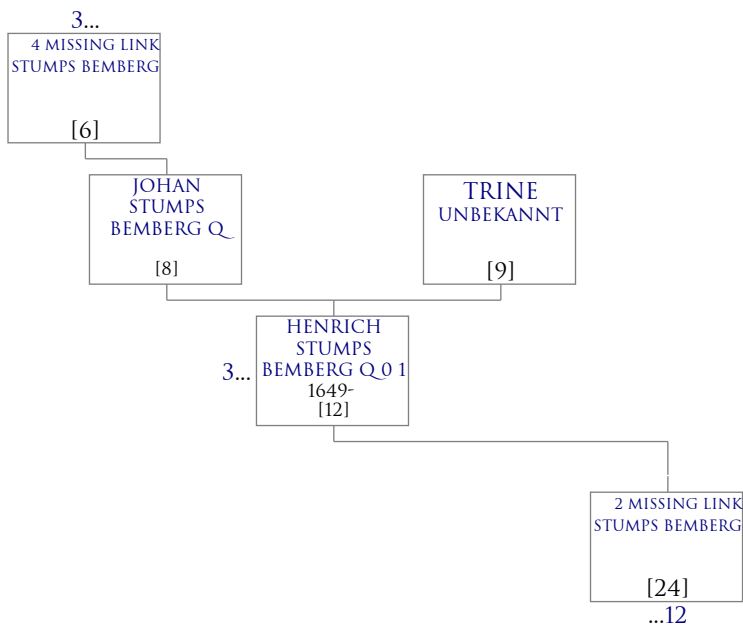 3...
4 MISSING LINK
STUMPS BEMBERG
[6]
JOHAN
STUMPS
BEMBERG Q
[8]
TRINE
UNBEKANNT
[9]
3...
HENRICH
STUMPS
BEMBERG Q 0 1
1649-
[12]
2 MISSING LINK
STUMPS BEMBERG
[24]
...12